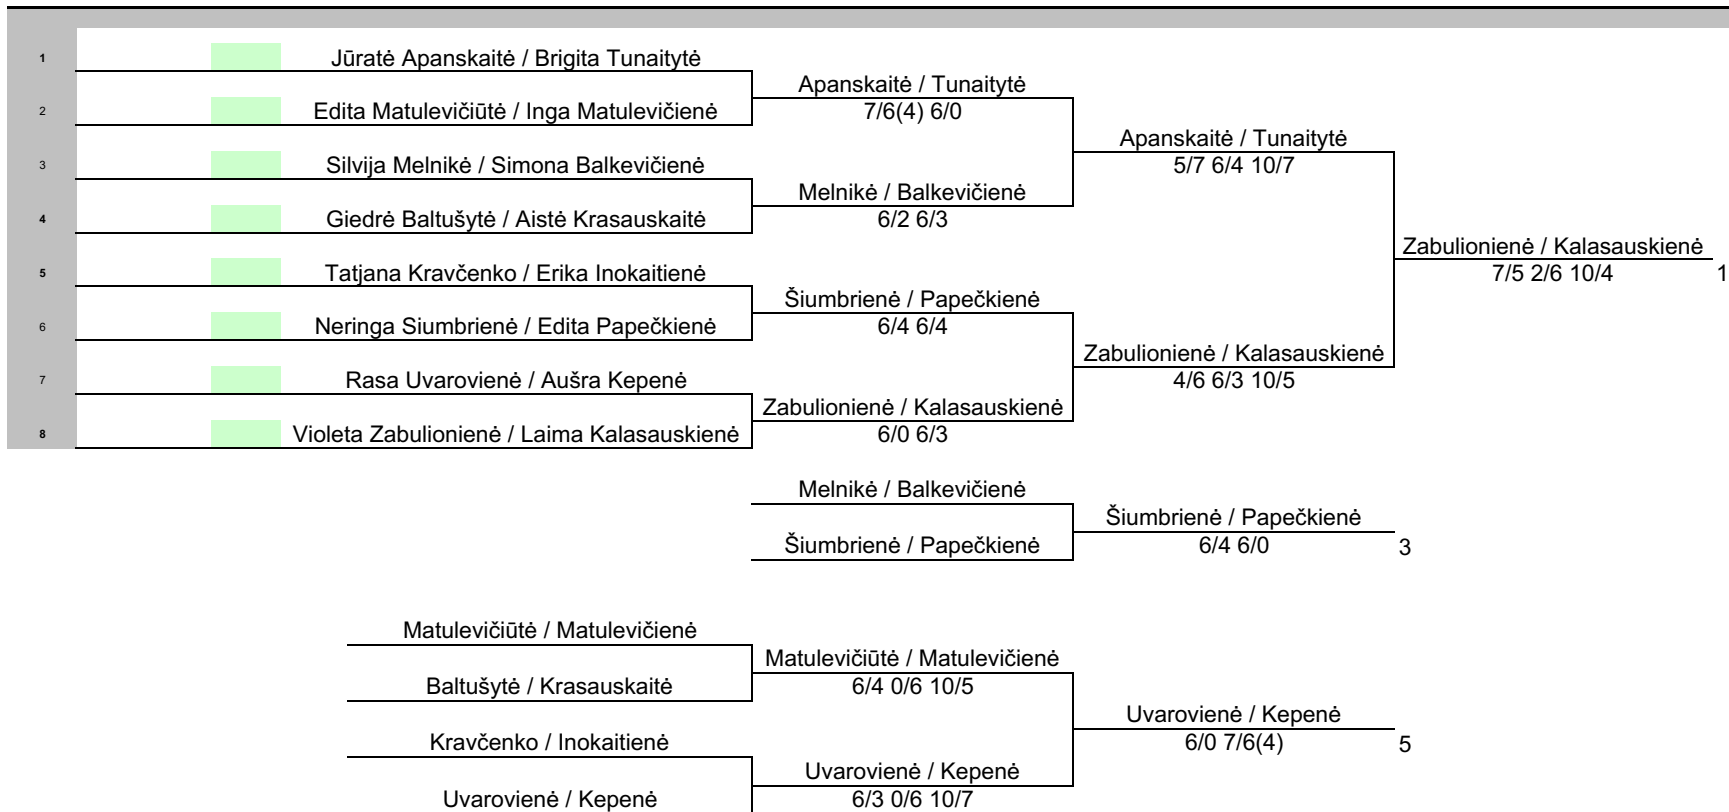 1 Jūratė Apanskaitė / Brigita Tunaitytė
Apanskaitė / Tunaitytė
2 Edita Matulevičiūtė / Inga Matulevičienė
7/6(4) 6/0
Apanskaitė / Tunaitytė
3 Silvija Melnikė / Simona Balkevičienė
5/7 6/4 10/7
Melnikė / Balkevičienė
4 Giedrė Baltušytė / Aistė Krasauskaitė
6/2 6/3
Zabulionienė / Kalasauskienė
5 Tatjana Kravčenko / Erika Inokaitienė
7/5 2/6 10/4 1
Šiumbrienė / Papečkienė
6 Neringa Siumbrienė / Edita Papečkienė
6/4 6/4
Zabulionienė / Kalasauskienė
7 Rasa Uvarovienė / Aušra Kepenė
4/6 6/3 10/5
Zabulionienė / Kalasauskienė
8 Violeta Zabulionienė / Laima Kalasauskienė
6/0 6/3
Melnikė / Balkevičienė
Šiumbrienė / Papečkienė
Šiumbrienė / Papečkienė
6/4 6/0 3
Matulevičiūtė / Matulevičienė
Matulevičiūtė / Matulevičienė
Baltušytė / Krasauskaitė
6/4 0/6 10/5
Uvarovienė / Kepenė
Kravčenko / Inokaitienė
6/0 7/6(4) 5
Uvarovienė / Kepenė
Uvarovienė / Kepenė
6/3 0/6 10/7